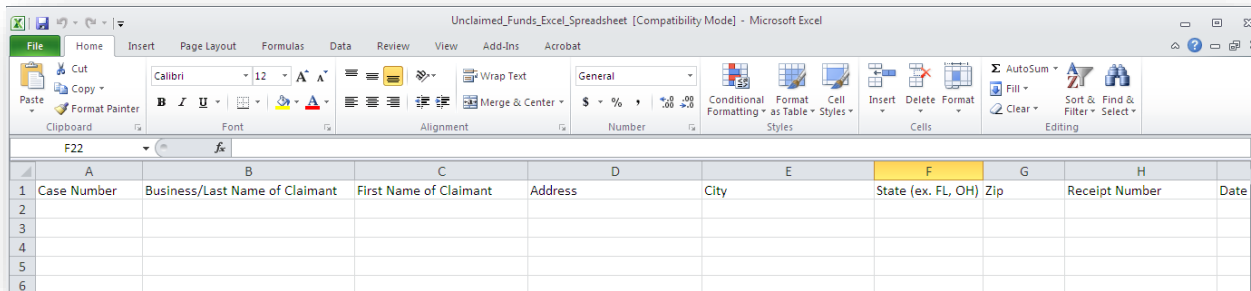 Unclaimed_Funds_Excel_Spreadsheet [Compatibility Mode] - Microsoft Excel
File Home Insert Page Layout Formulas Data Review View Add-Ins Acrobat
Cut
Copy
Format Painter
Paste
Clipboard
Calibri 12 A A
B I U A
Font
Wrap Text
Merge & Center
Alignment
General
$ % , .0 .00 .00 .0
Number
Conditional Formatting Format as Table Cell Styles
Styles
Insert Delete Format
Cells
Σ AutoSum
Fill
Clear
Sort & Filter Find & Select
Editing
F22 fx
A B C D E F G H
1 Case Number Business/Last Name of Claimant First Name of Claimant Address City State (ex. FL, OH) Zip Receipt Number Date
2
3
4
5
6